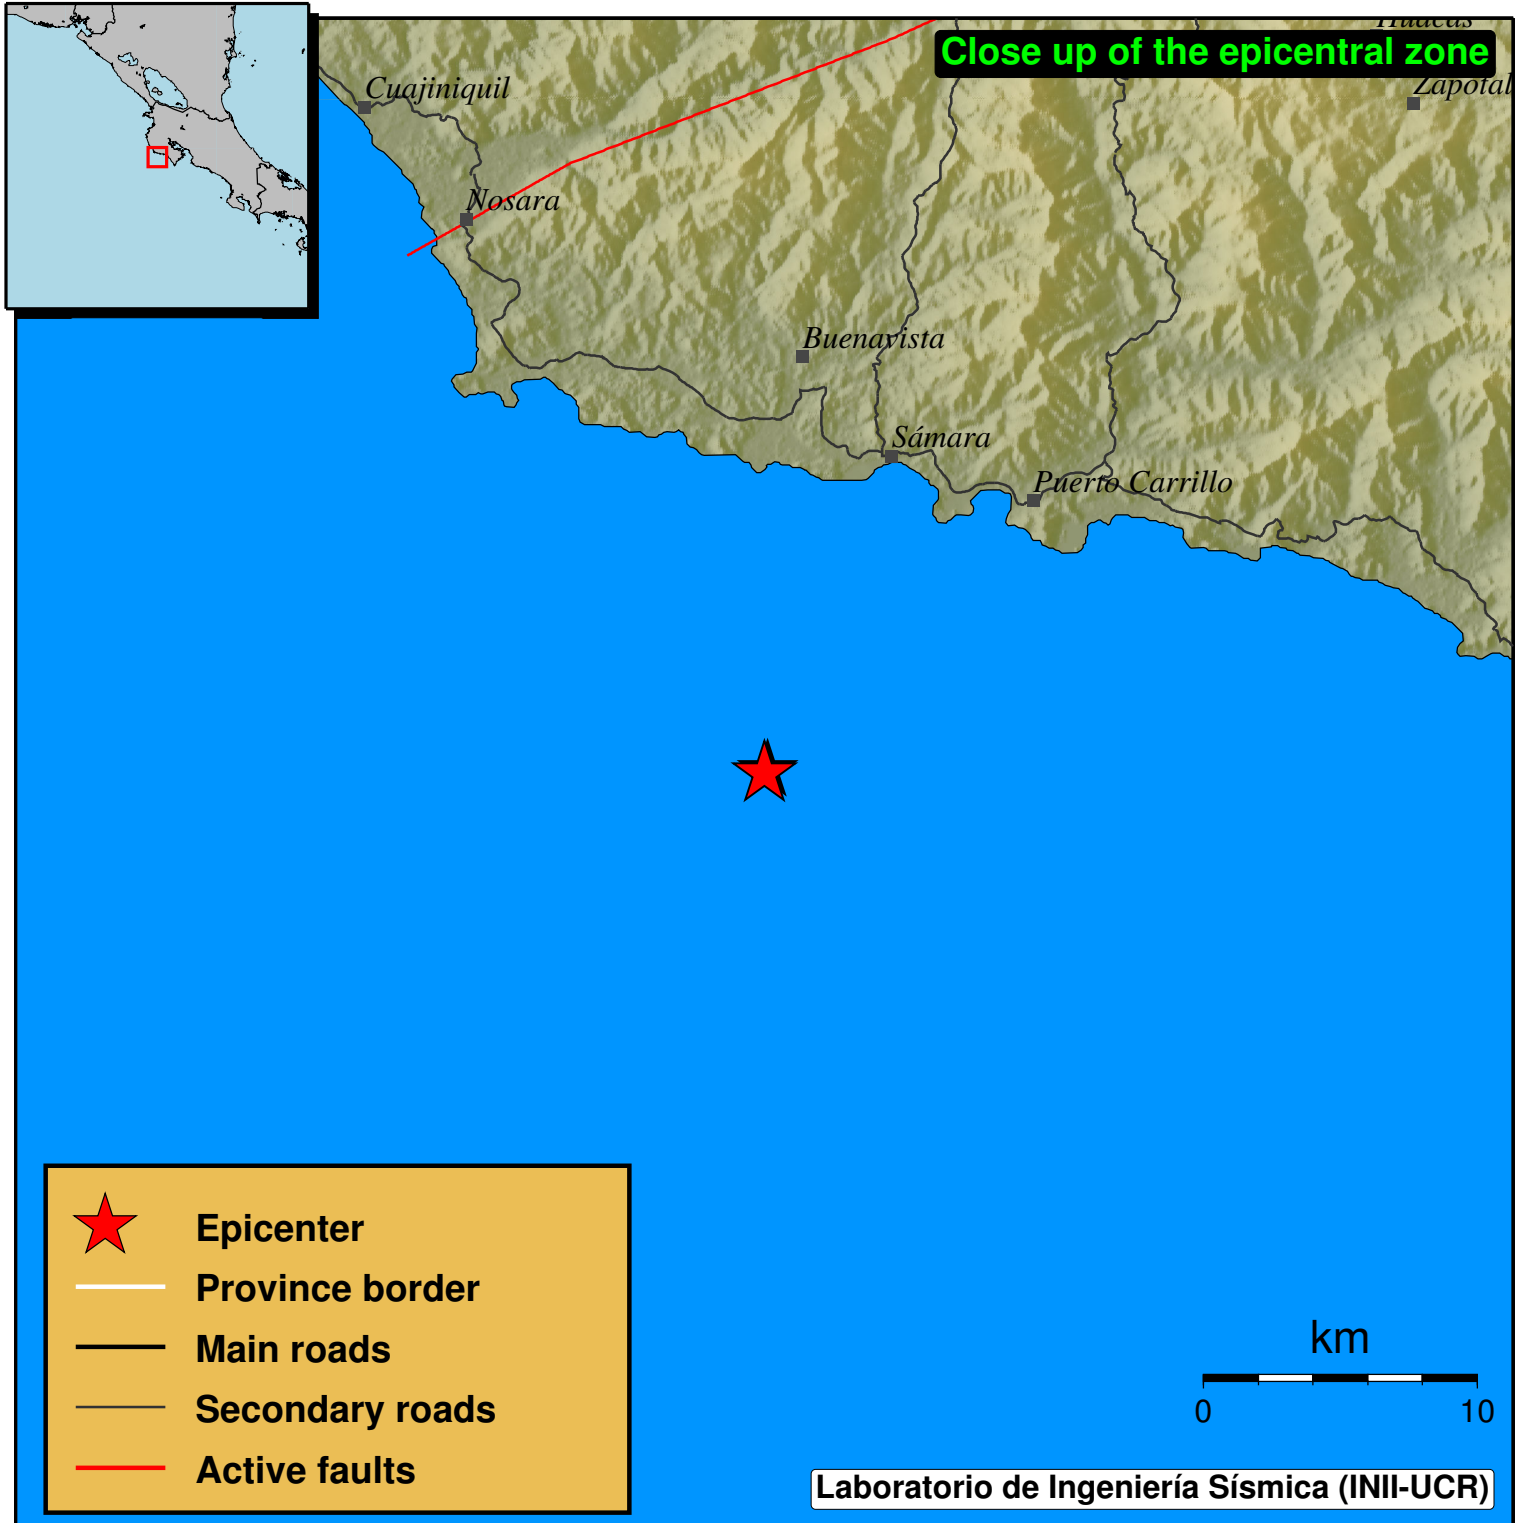 Close up of the epicentral zone
Cuajiniquil
Zapotal
Nosara
Buenavista
Sámara
Puerto Carrillo
Epicenter
Province border
Main roads
Secondary roads
Active faults
km
0 10
Laboratorio de Ingeniería Sísmica (INII-UCR)